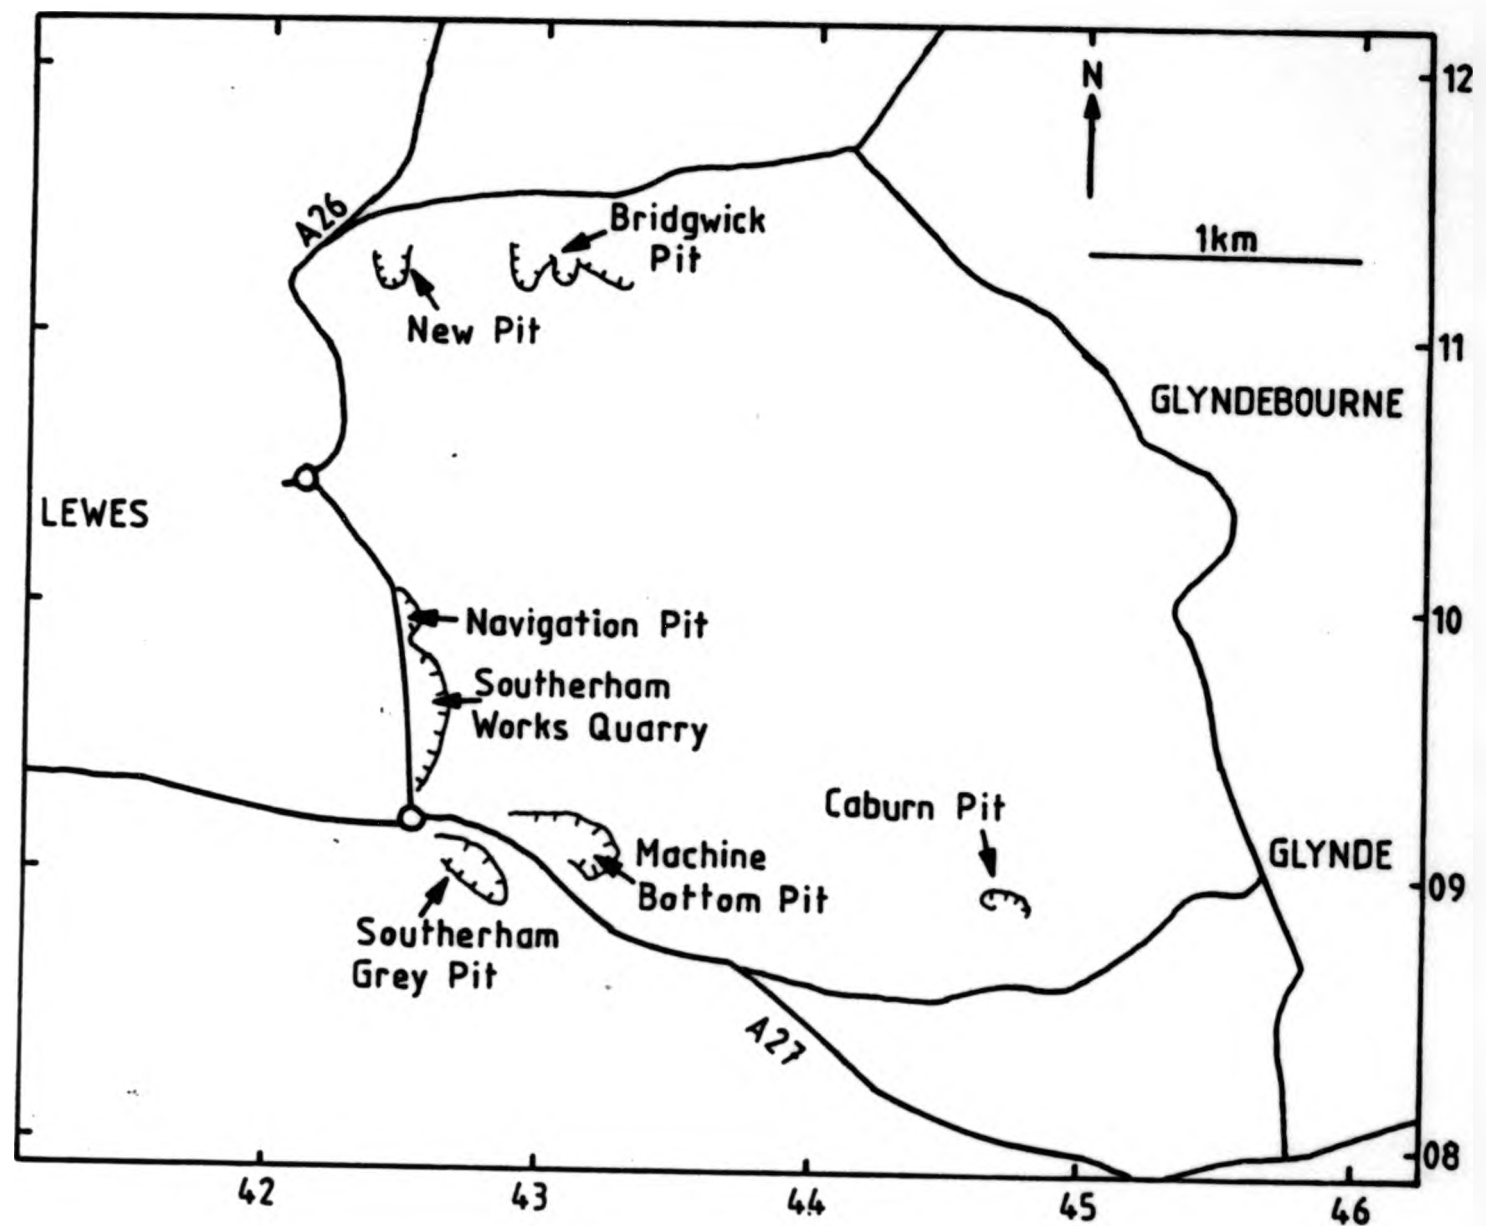 N
12
A26
Bridgwick
Pit
1km
New Pit
11
GLYNDEBOURNE
LEWES
Navigation Pit
10
Southerham
Works Quarry
Caburn Pit
Machine
Bottom Pit
GLYNDE
09
Southerham
Grey Pit
A27
08
42
43
44
45
46